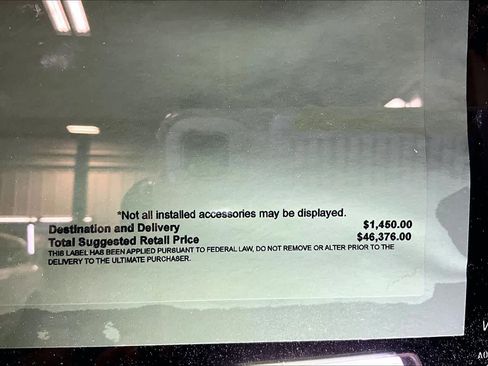 *Not all installed accessories may be displayed.
Destination and Delivery $1,450.00
Total Suggested Retail Price $46,376.00
THIS LABEL HAS BEEN APPLIED PURSUANT TO FEDERAL LAW, DO NOT REMOVE OR ALTER PRIOR TO THE
DELIVERY TO THE ULTIMATE PURCHASER.